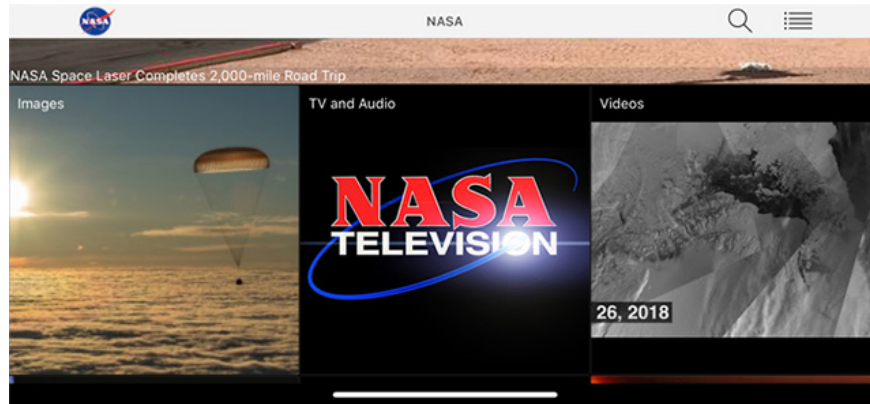 NASA
NASA
NASA Space Laser Completes 2,000-mile Road Trip
Images
TV and Audio
Videos
NASA
TELEVISION
26, 2018